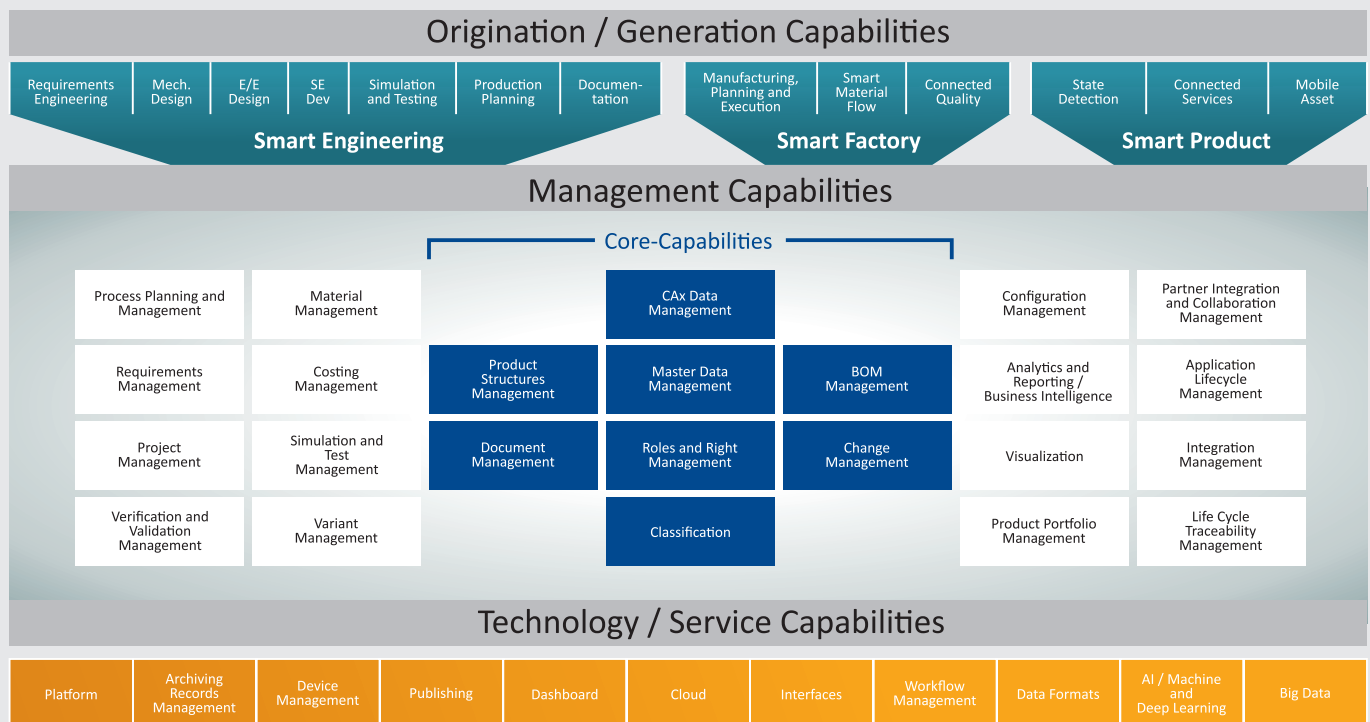 Origination / Generation Capabilities
Requirements
Engineering
Mech.
Design
E/E
Design
SE
Dev
Simulation
and Testing
Production
Planning
Documen-
tation
Smart Engineering
Manufacturing,
Planning and
Execution
Smart
Material
Flow
Connected
Quality
Smart Factory
State
Detection
Connected
Services
Mobile
Asset
Smart Product
Management Capabilities
Core-Capabilities
Process Planning and
Management
Material
Management
CAx Data
Management
Configuration
Management
Partner Integration
and Collaboration
Management
Requirements
Management
Costing
Management
Product
Structures
Management
Master Data
Management
BOM
Management
Analytics and
Reporting /
Business Intelligence
Application
Lifecycle
Management
Project
Management
Simulation and
Test
Management
Document
Management
Roles and Right
Management
Change
Management
Visualization
Integration
Management
Verification and
Validation
Management
Variant
Management
Classification
Product Portfolio
Management
Life Cycle
Traceability
Management
Technology / Service Capabilities
Platform
Archiving
Records
Management
Device
Management
Publishing
Dashboard
Cloud
Interfaces
Workflow
Management
Data Formats
AI / Machine
and
Deep Learning
Big Data